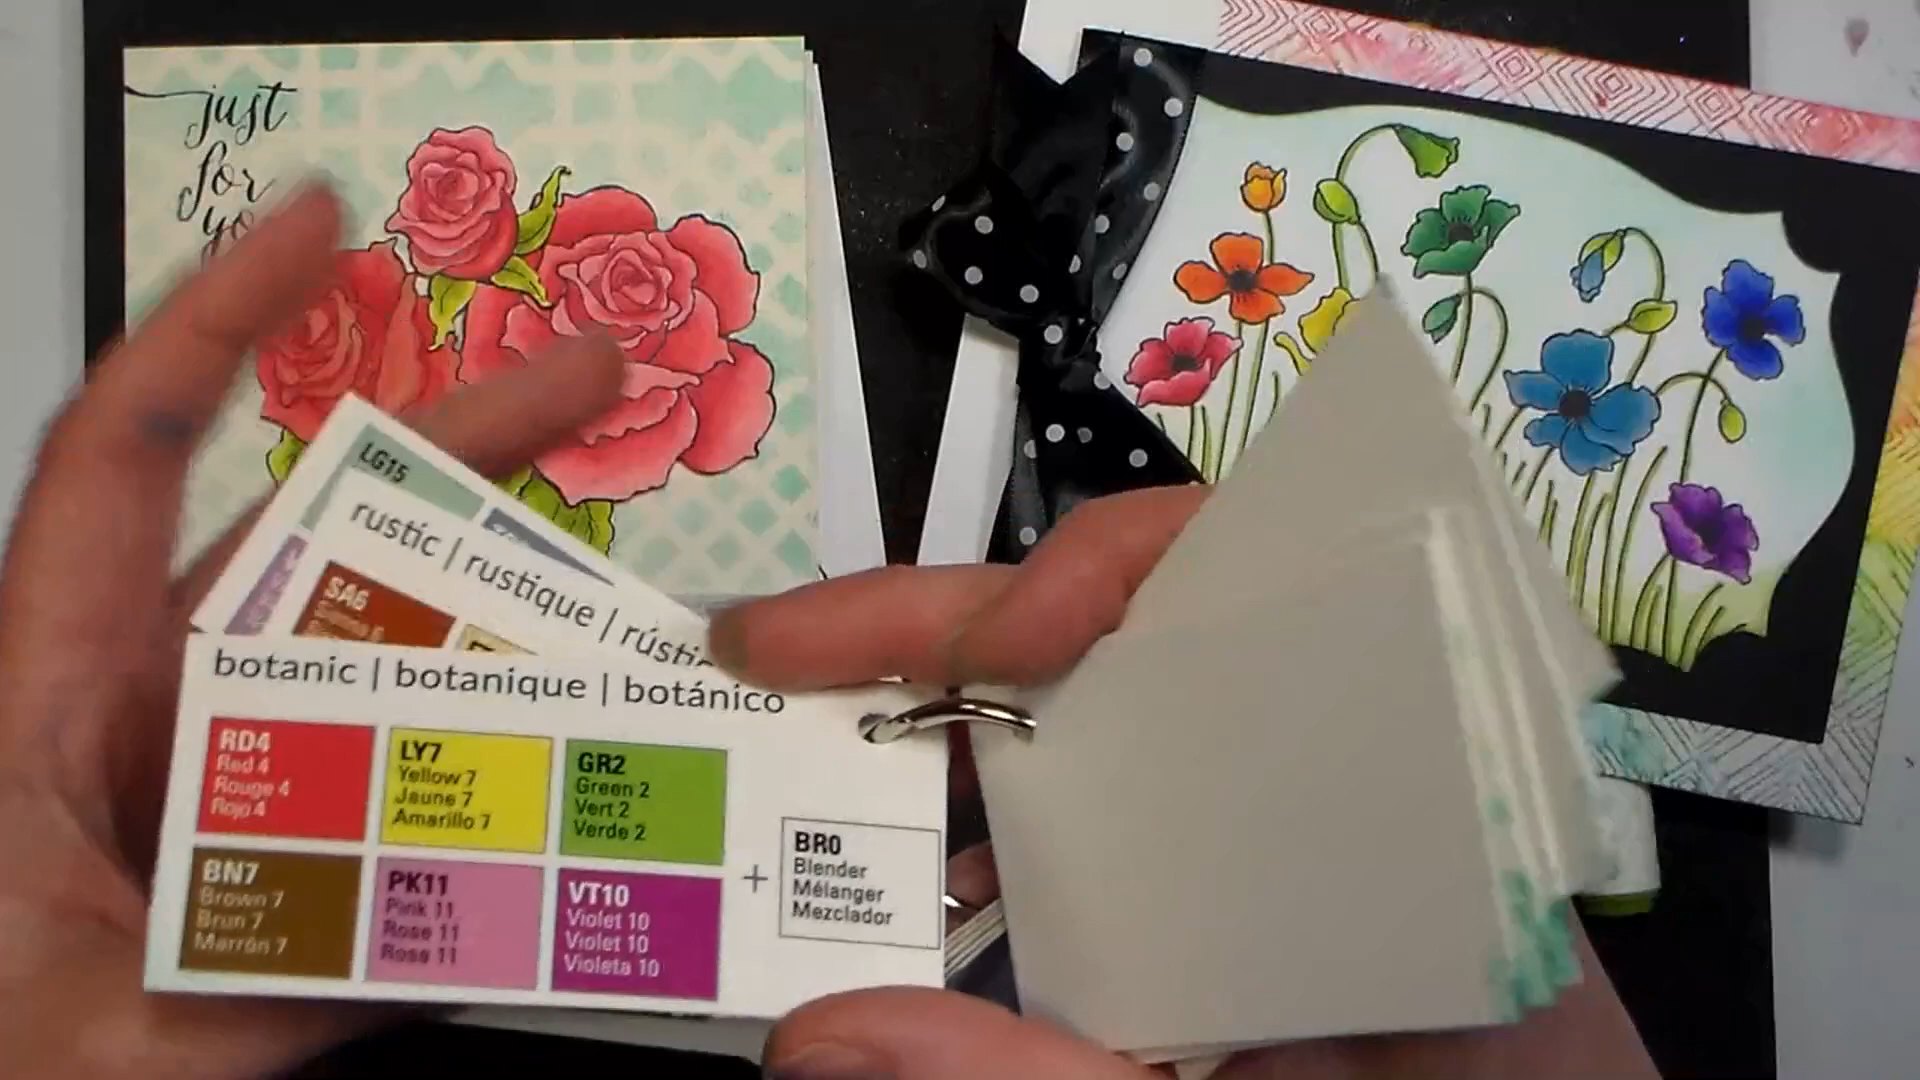 just
for
yo
LG15
rustic | rustique | rústic
SA6
botanic | botanique | botánico
RD4
Red 4
Rouge 4
Rojo 4
LY7
Yellow 7
Jaune 7
Amarillo 7
GR2
Green 2
Vert 2
Verde 2
BN7
Brown 7
Brun 7
Marrón 7
PK11
Pink 11
Rose 11
Rosa 11
VT10
Violet 10
Violet 10
Violeta 10
+
BR0
Blender
Mélanger
Mezclador